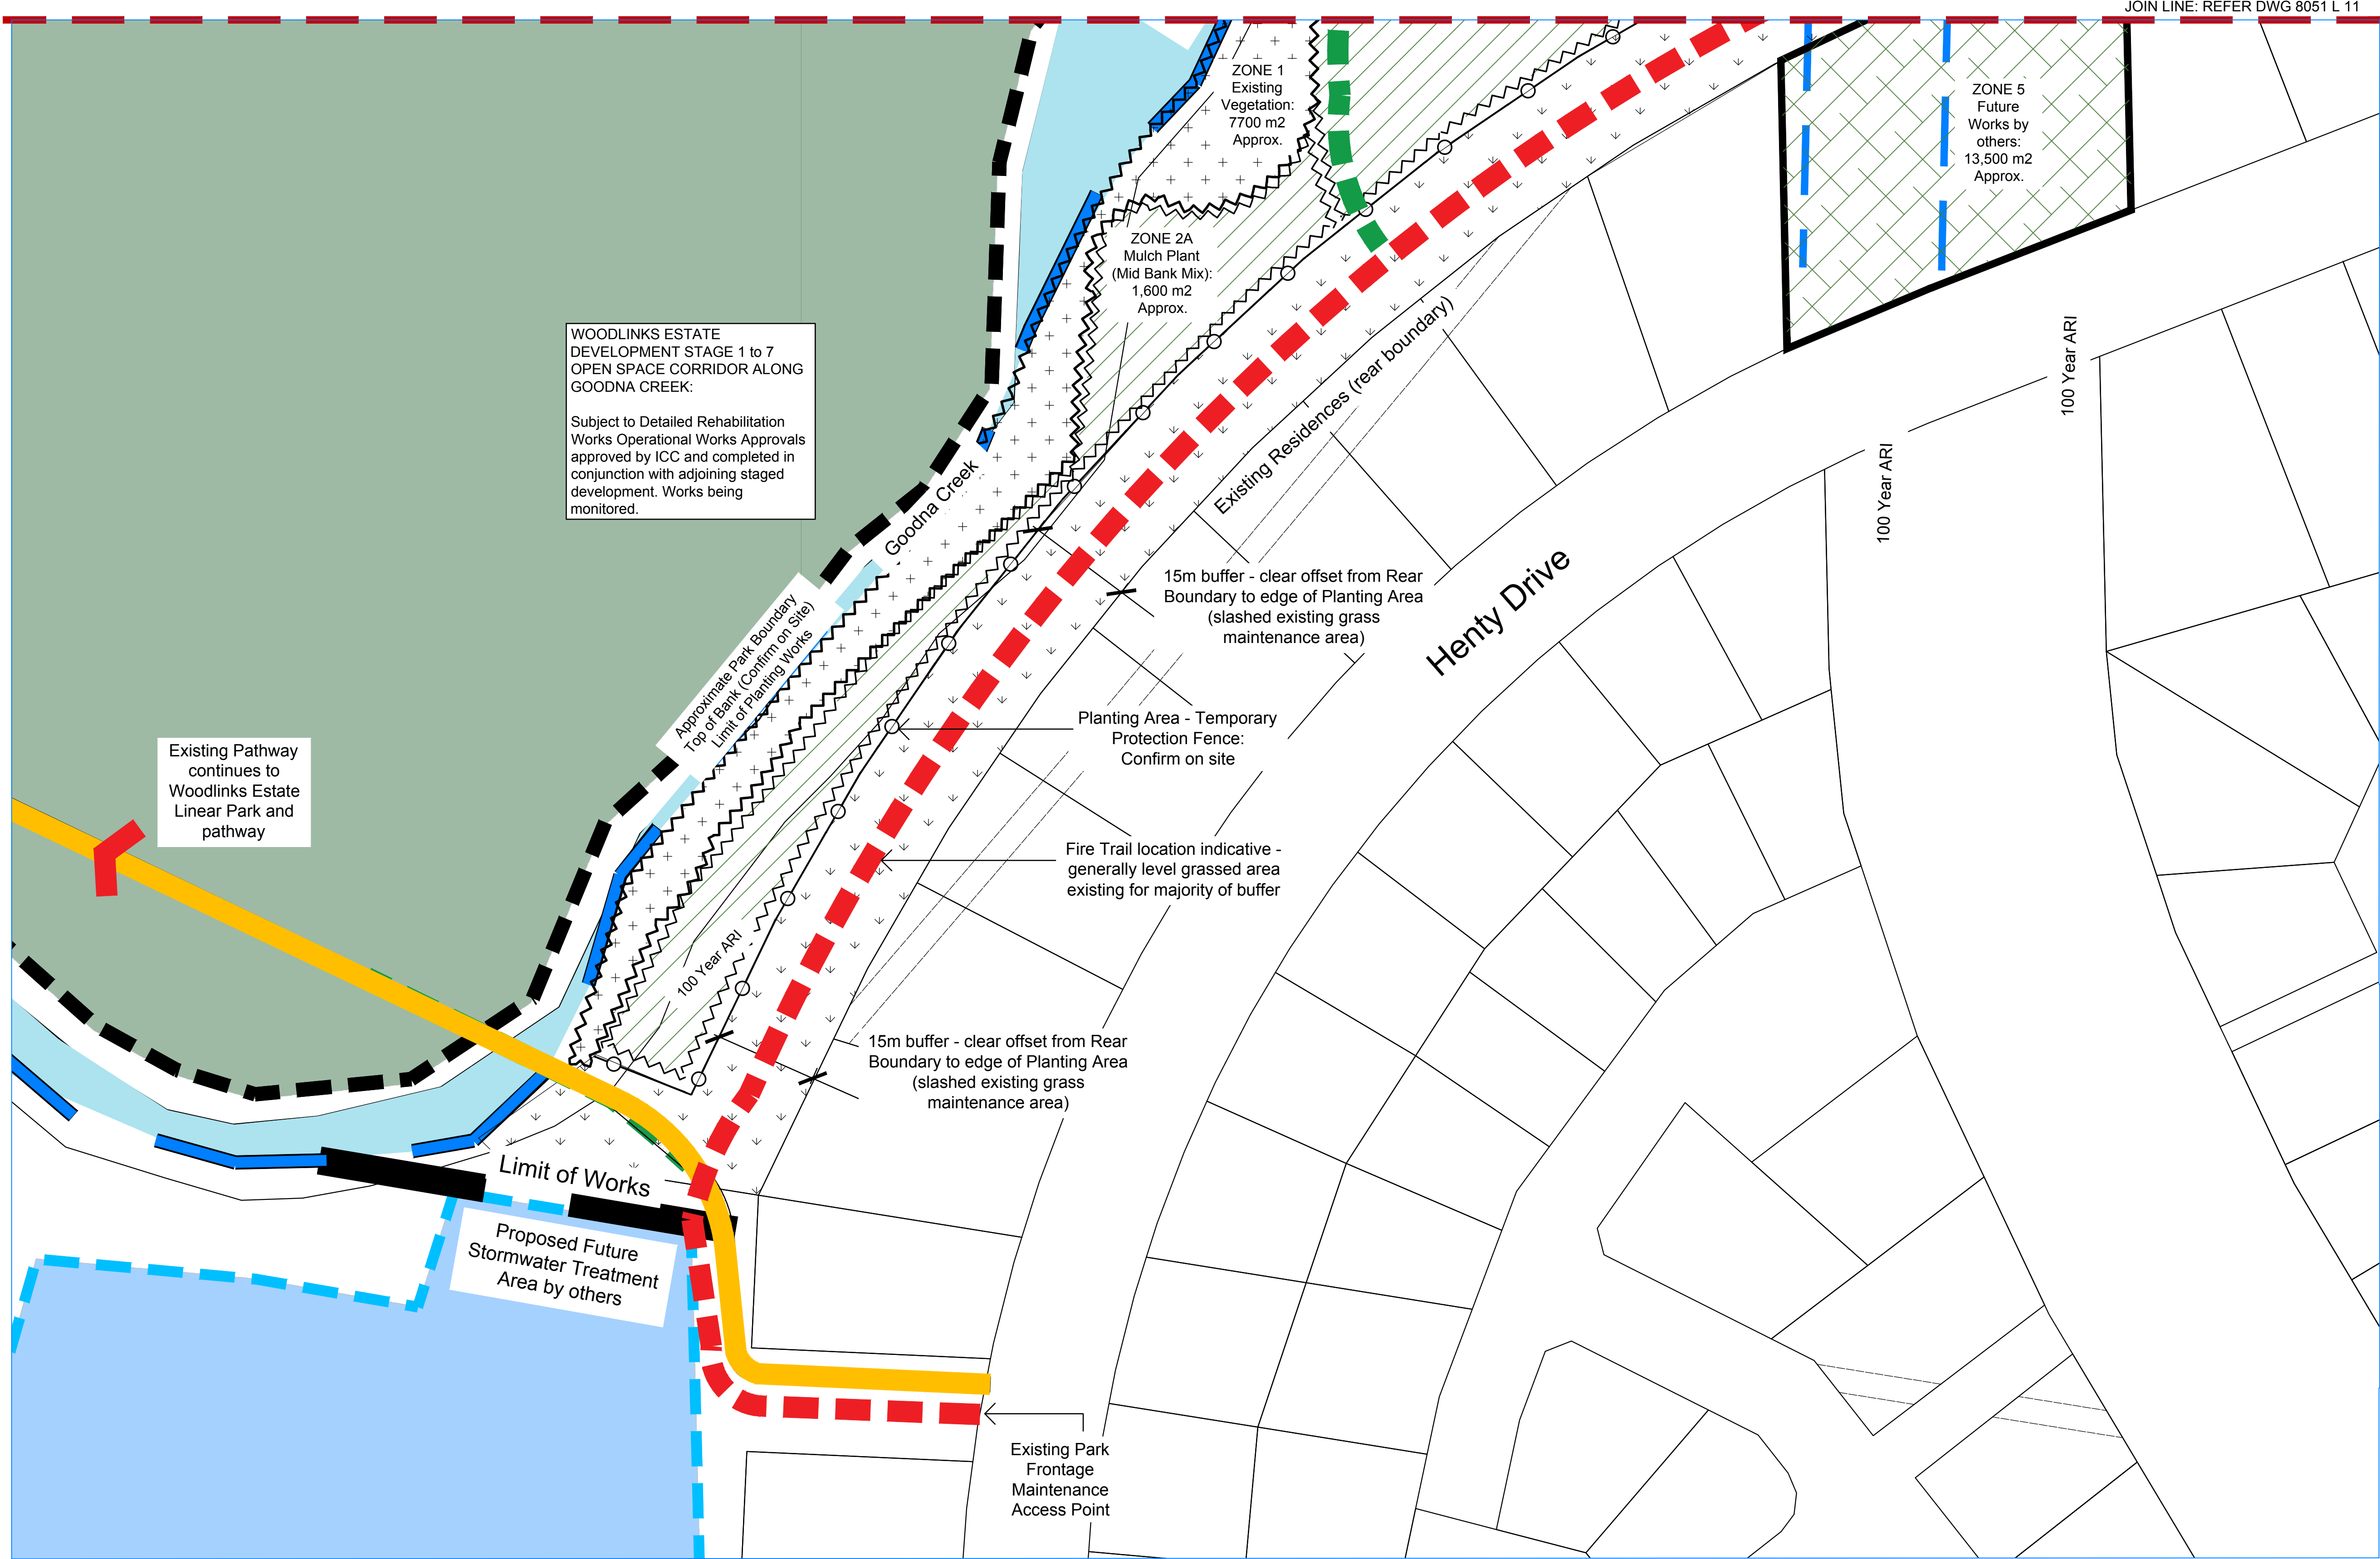 JOIN LINE: REFER DWG 8051 L 11
ZONE 1
Existing
Vegetation:
7700 m2
Approx.
ZONE 5
Future
Works by
others:
13,500 m2
Approx.
ZONE 2A
Mulch Plant
(Mid Bank Mix):
1,600 m2
Approx.
WOODLINKS ESTATE
DEVELOPMENT STAGE 1 to 7
OPEN SPACE CORRIDOR ALONG
GOODNA CREEK:
Subject to Detailed Rehabilitation
Works Operational Works Approvals
approved by ICC and completed in
conjunction with adjoining staged
development. Works being
monitored.
Existing Residences (rear boundary)
100 Year ARI
100 Year ARI
Goodna Creek
Henty Drive
15m buffer - clear offset from Rear
Boundary to edge of Planting Area
(slashed existing grass
maintenance area)
Approximate Park Boundary
Top of Bank (Confirm on Site)
Limit of Planting Works
Planting Area - Temporary
Protection Fence:
Confirm on site
Existing Pathway
continues to
Woodlinks Estate
Linear Park and
pathway
Fire Trail location indicative -
generally level grassed area
existing for majority of buffer
100 Year ARI
15m buffer - clear offset from Rear
Boundary to edge of Planting Area
(slashed existing grass
maintenance area)
Limit of Works
Proposed Future
Stormwater Treatment
Area by others
Existing Park
Frontage
Maintenance
Access Point